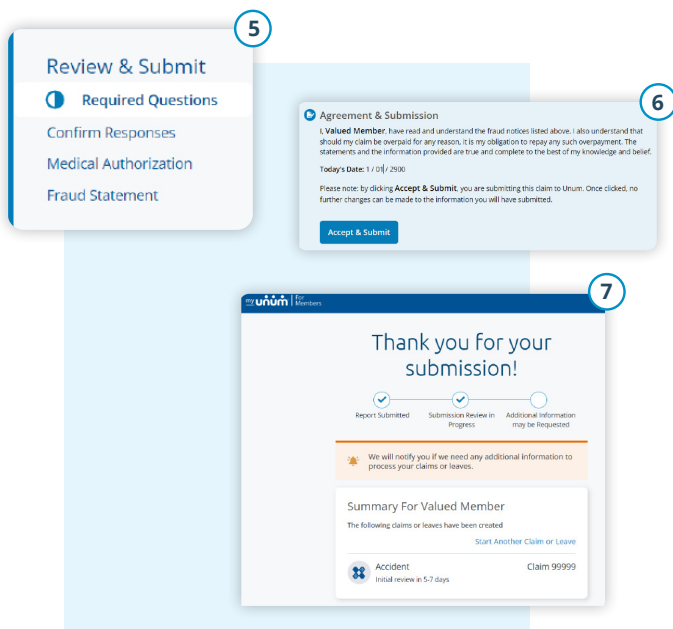 5
Review & Submit
Required Questions
Confirm Responses
Medical Authorization
Fraud Statement
6
Agreement & Submission
I, Valued Member, have read and understand the fraud notices listed above. I also understand that
should my claim be overpaid for any reason, it is my obligation to repay any such overpayment. The
statements and the information provided are true and complete to the best of my knowledge and belief.
Today's Date: 1 / 01 / 2900
Please note: by clicking Accept & Submit, you are submitting this claim to Unum. Once clicked, no
further changes can be made to the information you will have submitted.
Accept & Submit
7
my unum | For
Members
Thank you for your
submission!
Report Submitted
Submission Review in
Progress
Additional Information
may be Requested
We will notify you if we need any additional information to
process your claims or leaves.
Summary For Valued Member
The following claims or leaves have been created
Start Another Claim or Leave
Accident
Claim 99999
Initial review in 5-7 days